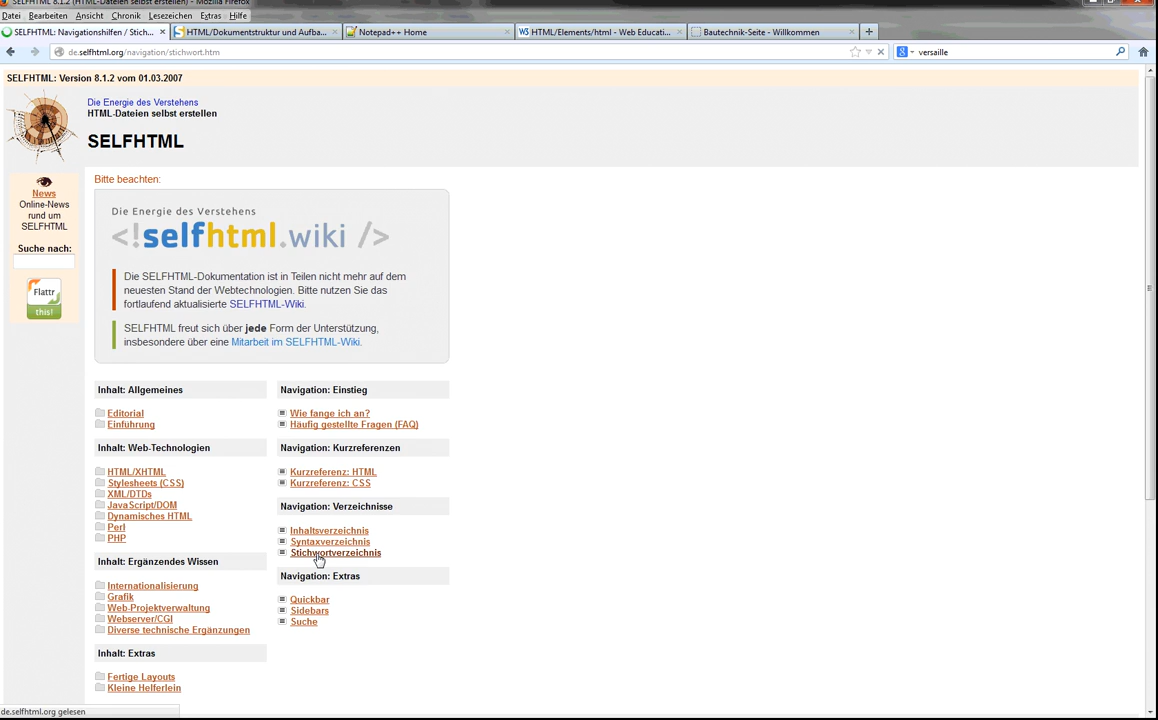 SELFHTML 8.1.2 (HTML-Dateien selbst erstellen) - Mozilla Firefox
Datei Bearbeiten Ansicht Chronik Lesezeichen Extras Hilfe
SELFHTML: Navigationshilfen / Stich... HTML/Dokumentstruktur und Aufba... Notepad++ Home HTML/Elements/html - Web Educati... Bautechnik-Seite - Willkommen
de.selfhtml.org/navigation/stichwort.htm versaille
SELFHTML: Version 8.1.2 vom 01.03.2007
Die Energie des Verstehens
HTML-Dateien selbst erstellen
SELFHTML
News
Online-News
rund um
SELFHTML
Suche nach:
Flattr
this!
Bitte beachten:
Die Energie des Verstehens
<!selfhtml.wiki />
Die SELFHTML-Dokumentation ist in Teilen nicht mehr auf dem
neuesten Stand der Webtechnologien. Bitte nutzen Sie das
fortlaufend aktualisierte SELFHTML-Wiki.
SELFHTML freut sich über jede Form der Unterstützung,
insbesondere über eine Mitarbeit im SELFHTML-Wiki.
Inhalt: Allgemeines
Editorial
Einführung
Inhalt: Web-Technologien
HTML/XHTML
Stylesheets (CSS)
XML/DTDs
JavaScript/DOM
Dynamisches HTML
Perl
PHP
Inhalt: Ergänzendes Wissen
Internationalisierung
Grafik
Web-Projektverwaltung
Webserver/CGI
Diverse technische Ergänzungen
Inhalt: Extras
Fertige Layouts
Kleine Helferlein
Navigation: Einstieg
Wie fange ich an?
Häufig gestellte Fragen (FAQ)
Navigation: Kurzreferenzen
Kurzreferenz: HTML
Kurzreferenz: CSS
Navigation: Verzeichnisse
Inhaltsverzeichnis
Syntaxverzeichnis
Stichwortverzeichnis
Navigation: Extras
Quickbar
Sidebars
Suche
de.selfhtml.org gelesen